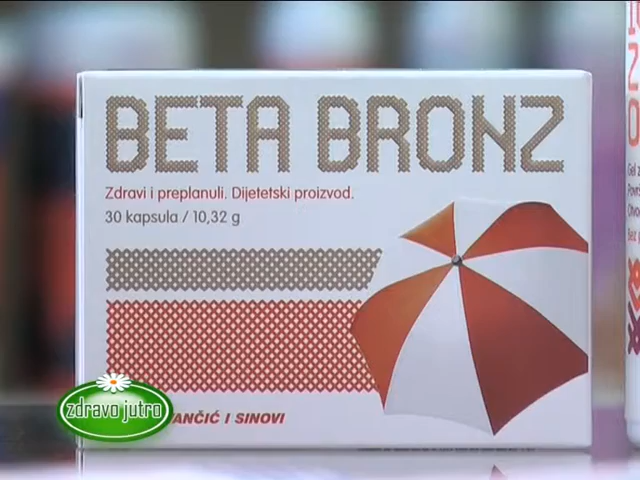 BETA BRONZ
Zdravi i preplanuli. Dijetetski proizvod.
30 kapsula / 10,32 g
zdravo jutro
ANČIĆ I SINOVI